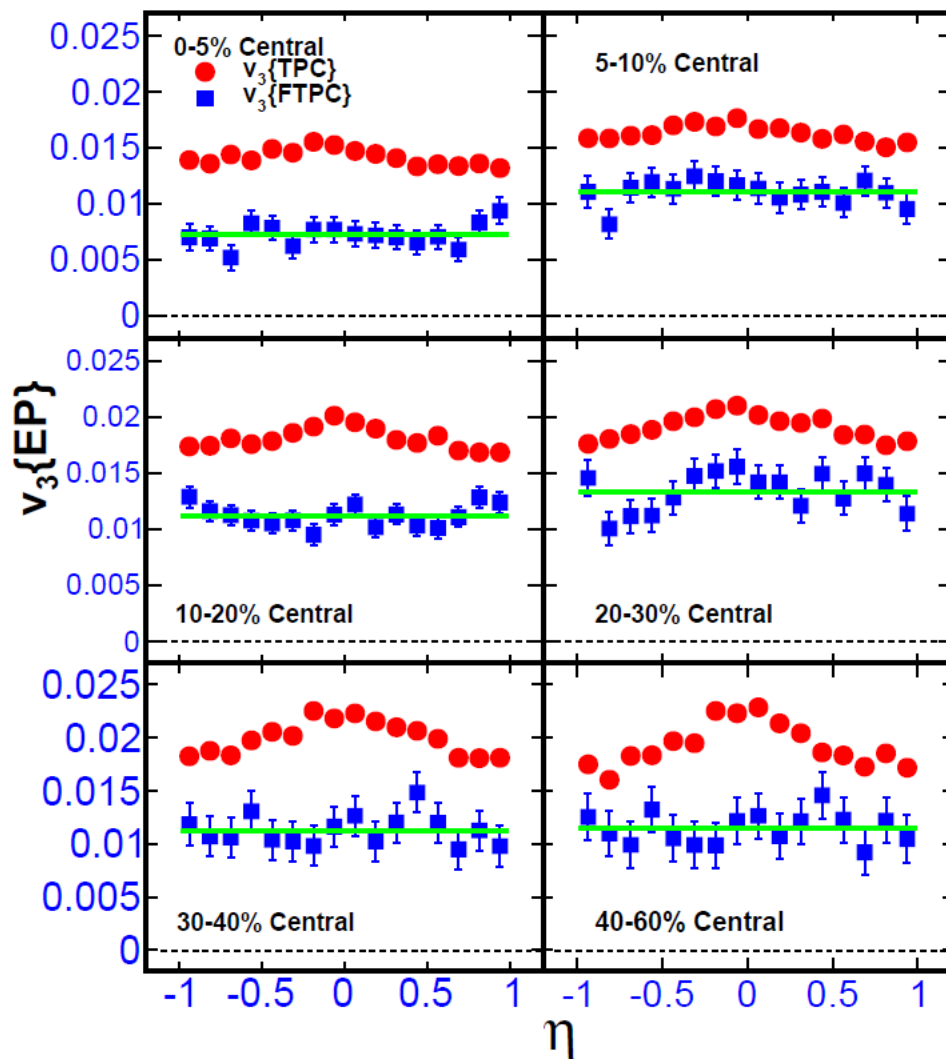 0-5% Central
v₃{TPC}
v₃{FTPC}
5-10% Central
0.025
0.02
0.015
0.01
0.005
0
0.025
0.02
0.015
0.01
0.005
0
10-20% Central
20-30% Central
v₃{EP}
0.025
0.02
0.015
0.01
0.005
0
30-40% Central
40-60% Central
-1 -0.5 0 0.5 1
-1 -0.5 0 0.5 1
η